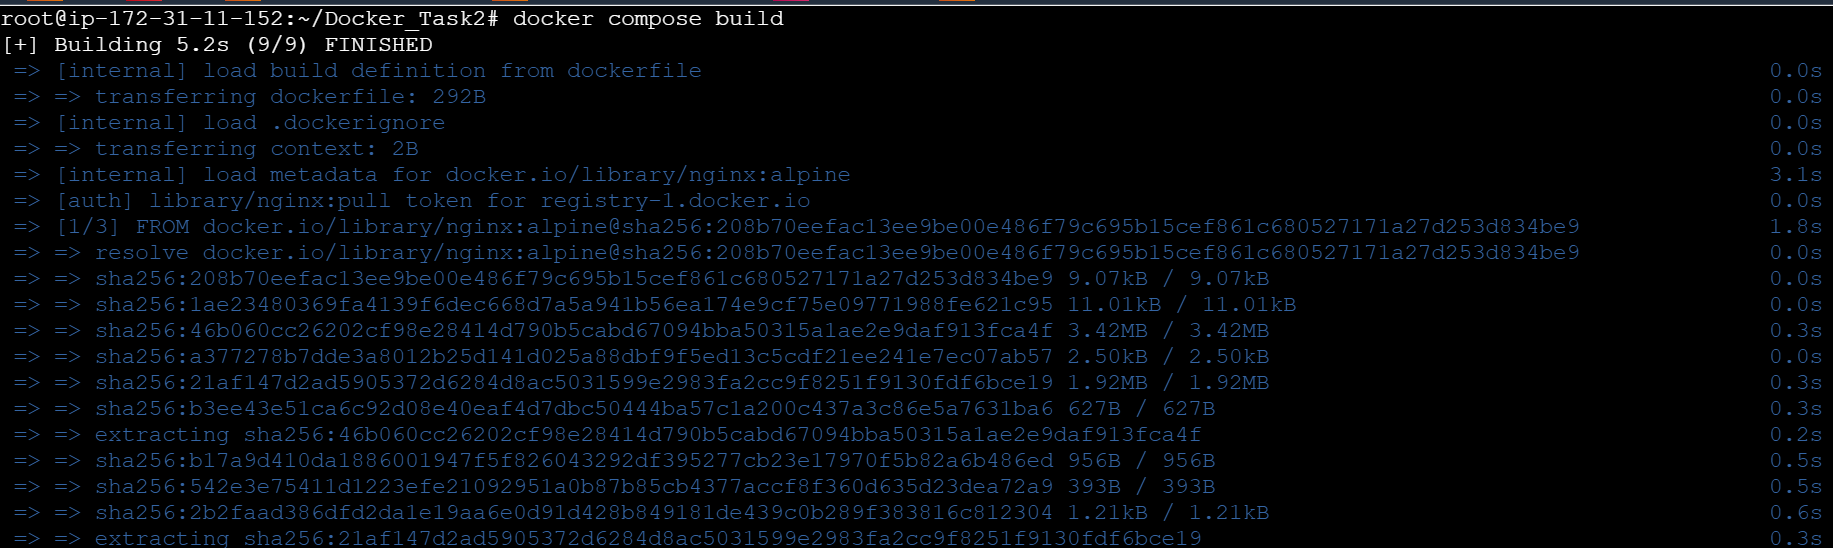 root@ip-172-31-11-152:~/Docker_Task2# docker compose build
[+] Building 5.2s (9/9) FINISHED
=> [internal] load build definition from dockerfile 0.0s
=> => transferring dockerfile: 292B 0.0s
=> [internal] load .dockerignore 0.0s
=> => transferring context: 2B 0.0s
=> [internal] load metadata for docker.io/library/nginx:alpine 3.1s
=> [auth] library/nginx:pull token for registry-1.docker.io 0.0s
=> [1/3] FROM docker.io/library/nginx:alpine@sha256:208b70eefac13ee9be00e486f79c695b15cef861c680527171a27d253d834be9 1.8s
=> => resolve docker.io/library/nginx:alpine@sha256:208b70eefac13ee9be00e486f79c695b15cef861c680527171a27d253d834be9 0.0s
=> => sha256:208b70eefac13ee9be00e486f79c695b15cef861c680527171a27d253d834be9 9.07kB / 9.07kB 0.0s
=> => sha256:1ae23480369fa4139f6dec668d7a5a941b56ea174e9cf75e09771988fe621c95 11.01kB / 11.01kB 0.0s
=> => sha256:46b060cc26202cf98e28414d790b5cabd67094bba50315a1ae2e9daf913fca4f 3.42MB / 3.42MB 0.3s
=> => sha256:a377278b7dde3a8012b25d141d025a88dbf9f5ed13c5cdf21ee241e7ec07ab57 2.50kB / 2.50kB 0.0s
=> => sha256:21af147d2ad5905372d6284d8ac5031599e2983fa2cc9f8251f9130fdf6bce19 1.92MB / 1.92MB 0.3s
=> => sha256:b3ee43e51ca6c92d08e40eaf4d7dbc50444ba57c1a200c437a3c86e5a7631ba6 627B / 627B 0.3s
=> => extracting sha256:46b060cc26202cf98e28414d790b5cabd67094bba50315a1ae2e9daf913fca4f 0.2s
=> => sha256:b17a9d410da1886001947f5f826043292df395277cb23e17970f5b82a6b486ed 956B / 956B 0.5s
=> => sha256:542e3e75411d1223efe21092951a0b87b85cb4377accf8f360d635d23dea72a9 393B / 393B 0.5s
=> => sha256:2b2faad386dfd2da1e19aa6e0d91d428b849181de439c0b289f383816c812304 1.21kB / 1.21kB 0.6s
=> => extracting sha256:21af147d2ad5905372d6284d8ac5031599e2983fa2cc9f8251f9130fdf6bce19 0.3s